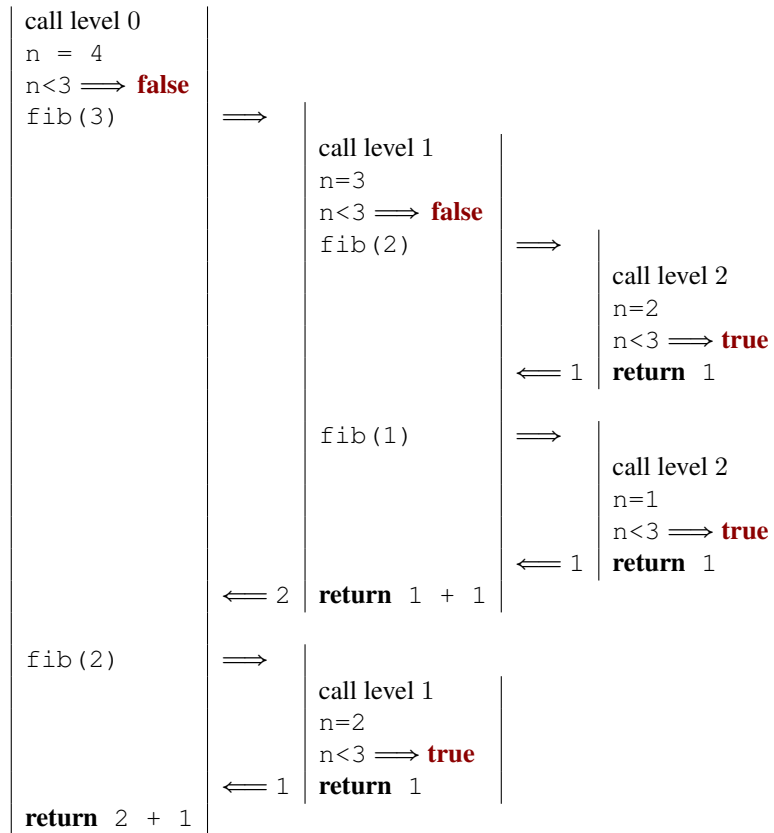 call level 0
n = 4
n<3 ⟹ false
fib(3) ⟹
call level 1
n=3
n<3 ⟹ false
fib(2) ⟹
call level 2
n=2
n<3 ⟹ true
⟸ 1 return 1
fib(1) ⟹
call level 2
n=1
n<3 ⟹ true
⟸ 1 return 1
⟸ 2 return 1 + 1
fib(2) ⟹
call level 1
n=2
n<3 ⟹ true
⟸ 1 return 1
return 2 + 1